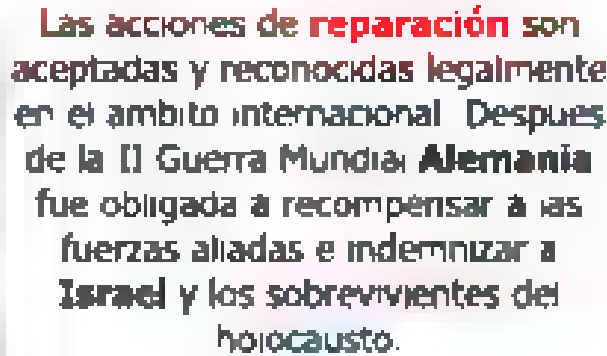 Las acciones de reparación son
aceptadas y reconocidas legalmente
en el ambito internacional. Despues
de la II Guerra Mundial Alemania
fue obligada a recompensar a las
fuerzas aliadas e indemnizar a
Israel y los sobrevivientes del
holocausto.